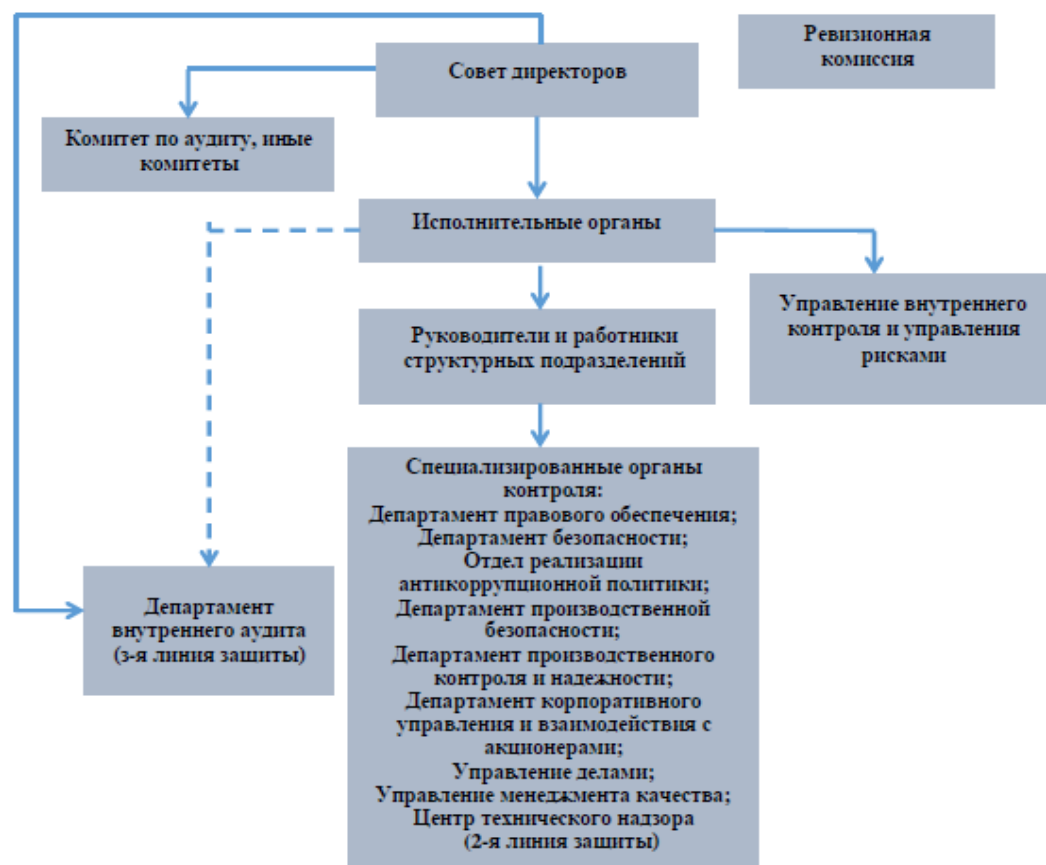 Совет директоров
Ревизионная
комиссия
Комитет по аудиту, иные
комитеты
Исполнительные органы
Управление внутреннего
контроля и управления
рисками
Руководители и работники
структурных подразделений
Специализированные органы
контроля:
Департамент правового обеспечения;
Департамент безопасности;
Отдел реализации
антикоррупционной политики;
Департамент производственной
безопасности;
Департамент производственного
контроля и надежности;
Департамент корпоративного
управления и взаимодействия с
акционерами;
Управление делами;
Управление менеджмента качества;
Центр технического надзора
(2-я линия защиты)
Департамент
внутреннего аудита
(3-я линия защиты)